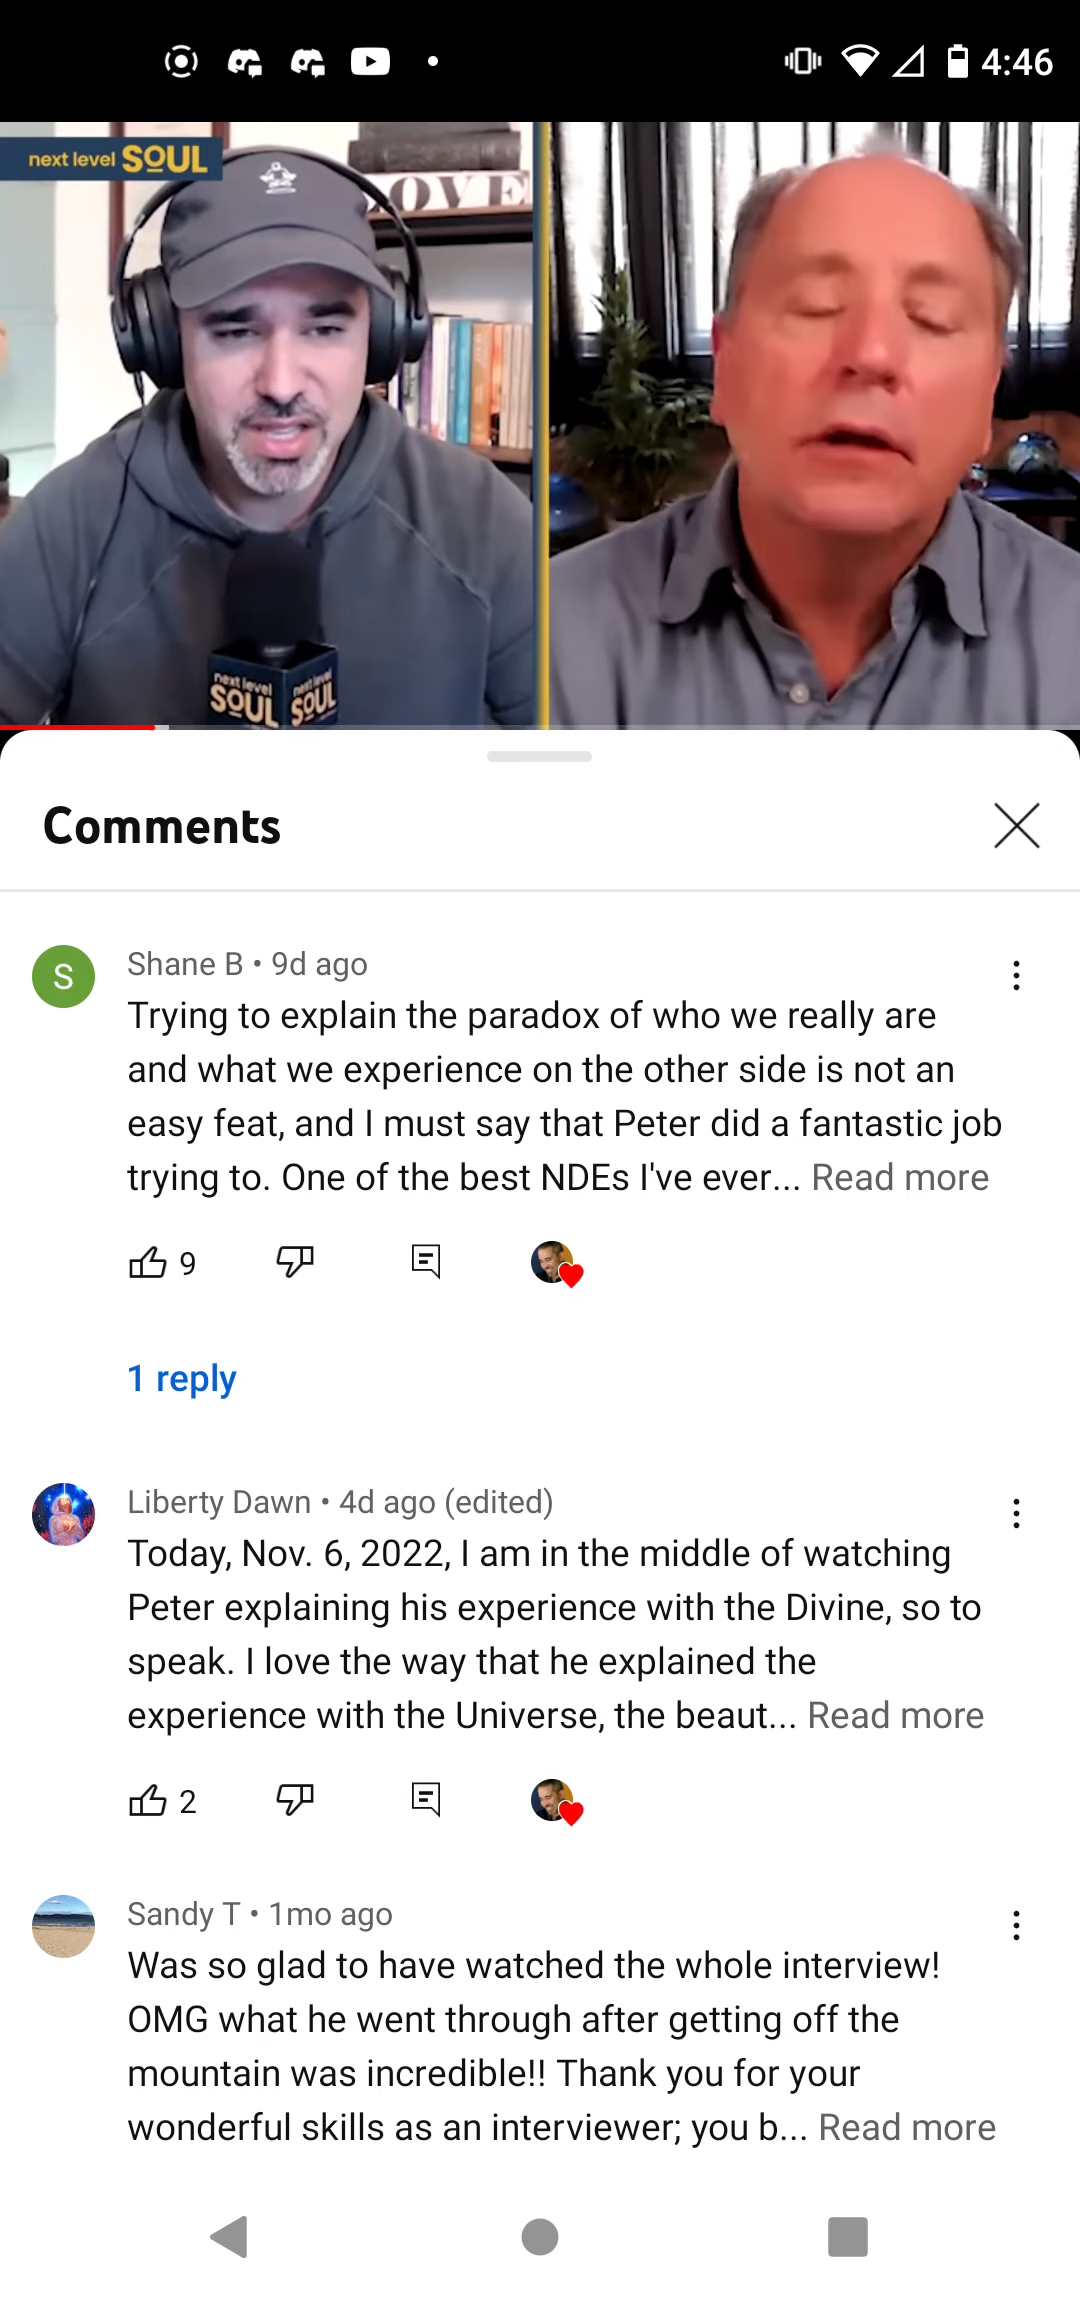 4:46
next level SOUL
LOVE
next level
SOUL
next level
SOUL
Comments
S
Shane B • 9d ago
Trying to explain the paradox of who we really are
and what we experience on the other side is not an
easy feat, and I must say that Peter did a fantastic job
trying to. One of the best NDEs I've ever... Read more
9
1 reply
Liberty Dawn • 4d ago (edited)
Today, Nov. 6, 2022, I am in the middle of watching
Peter explaining his experience with the Divine, so to
speak. I love the way that he explained the
experience with the Universe, the beaut... Read more
2
Sandy T • 1mo ago
Was so glad to have watched the whole interview!
OMG what he went through after getting off the
mountain was incredible!! Thank you for your
wonderful skills as an interviewer; you b... Read more